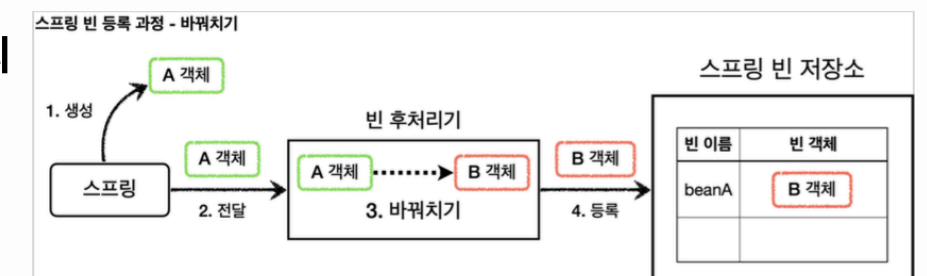 스프링 빈 등록 과정 - 바꿔치기
스프링 빈 저장소
A 객체
1. 생성
빈 후처리기
빈 이름 빈 객체
A 객체
B 객체
A 객체 B 객체
스프링
beanA B 객체
2. 전달
3. 바꿔치기
4. 등록